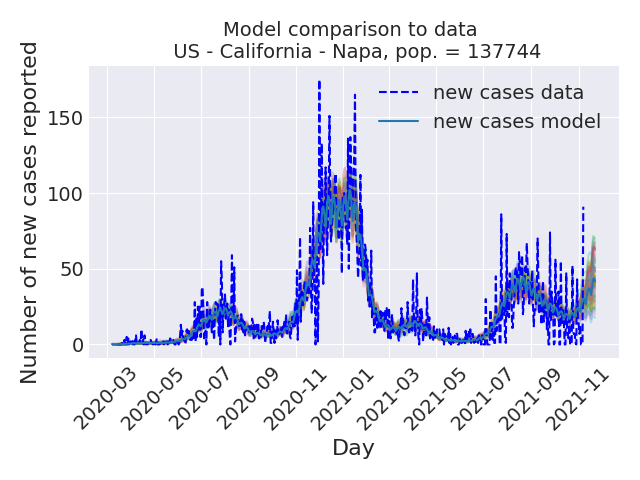 Model comparison to data
US - California - Napa, pop. = 137744
Number of new cases reported
150
100
50
0
new cases data
new cases model
2020-03
2020-05
2020-07
2020-09
2020-11
2021-01
2021-03
2021-05
2021-07
2021-09
2021-11
Day